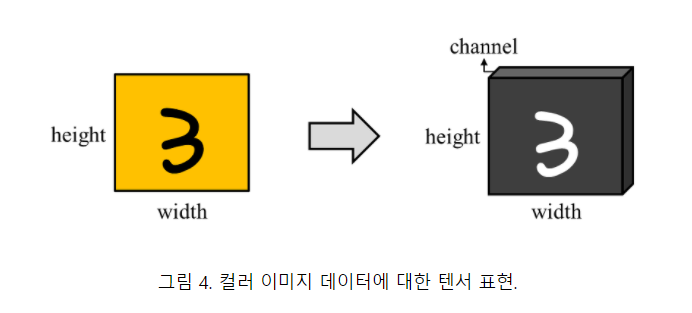 channel
height
3
width
height
3
width
그림 4. 컬러 이미지 데이터에 대한 텐서 표현.